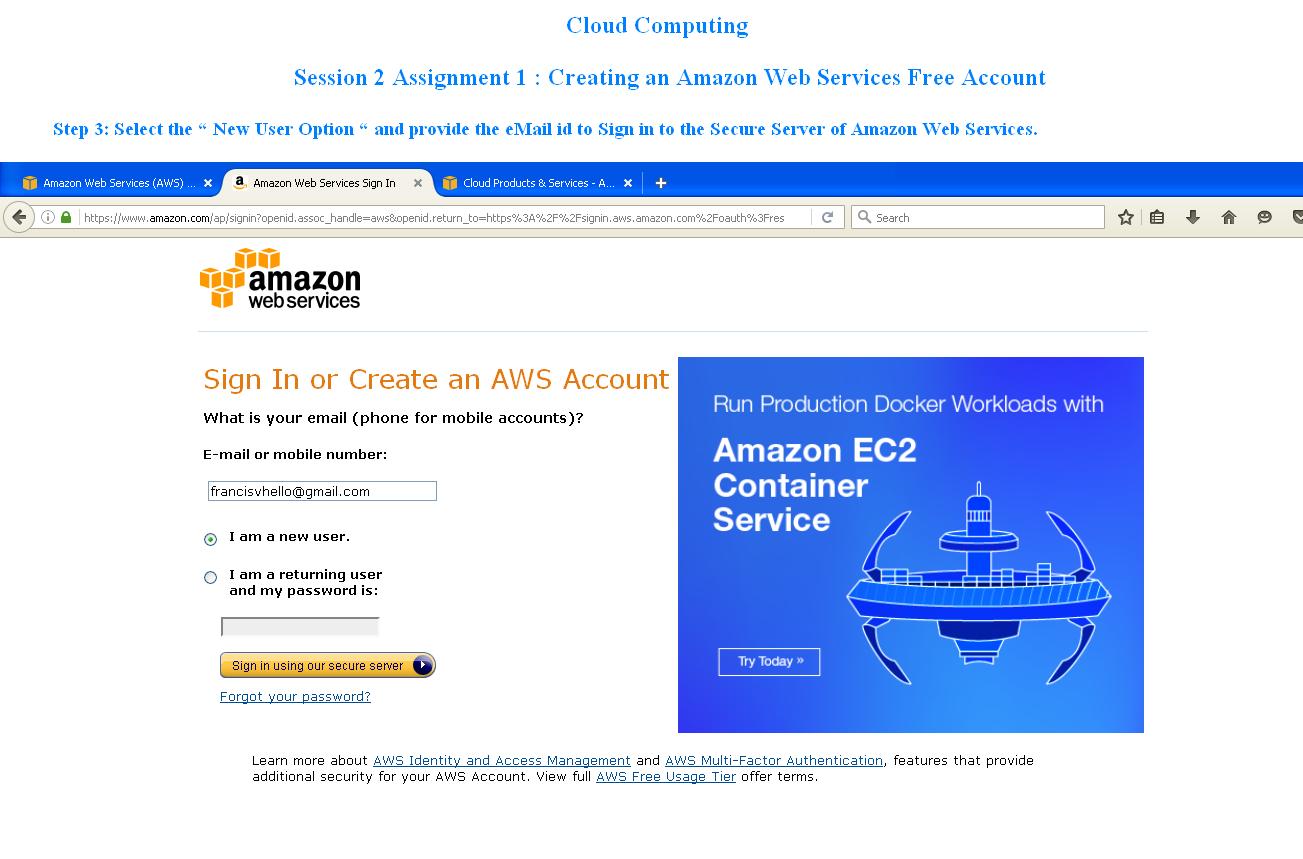 Cloud Computing
Session 2 Assignment 1 : Creating an Amazon Web Services Free Account
Step 3: Select the “ New User Option “ and provide the eMail id to Sign in to the Secure Server of Amazon Web Services.
Amazon Web Services (AWS) ...
Amazon Web Services Sign In
Cloud Products & Services - A...
https://www.amazon.com/ap/signin?openid.assoc_handle=aws&openid.return_to=https%3A%2F%2Fsignin.aws.amazon.com%2Foauth%3Fres
Search
amazon
web services
Sign In or Create an AWS Account
What is your email (phone for mobile accounts)?
E-mail or mobile number:
francisvhello@gmail.com
I am a new user.
I am a returning user
and my password is:
Sign in using our secure server
Forgot your password?
Run Production Docker Workloads with
Amazon EC2
Container
Service
Try Today »
Learn more about AWS Identity and Access Management and AWS Multi-Factor Authentication, features that provide
additional security for your AWS Account. View full AWS Free Usage Tier offer terms.